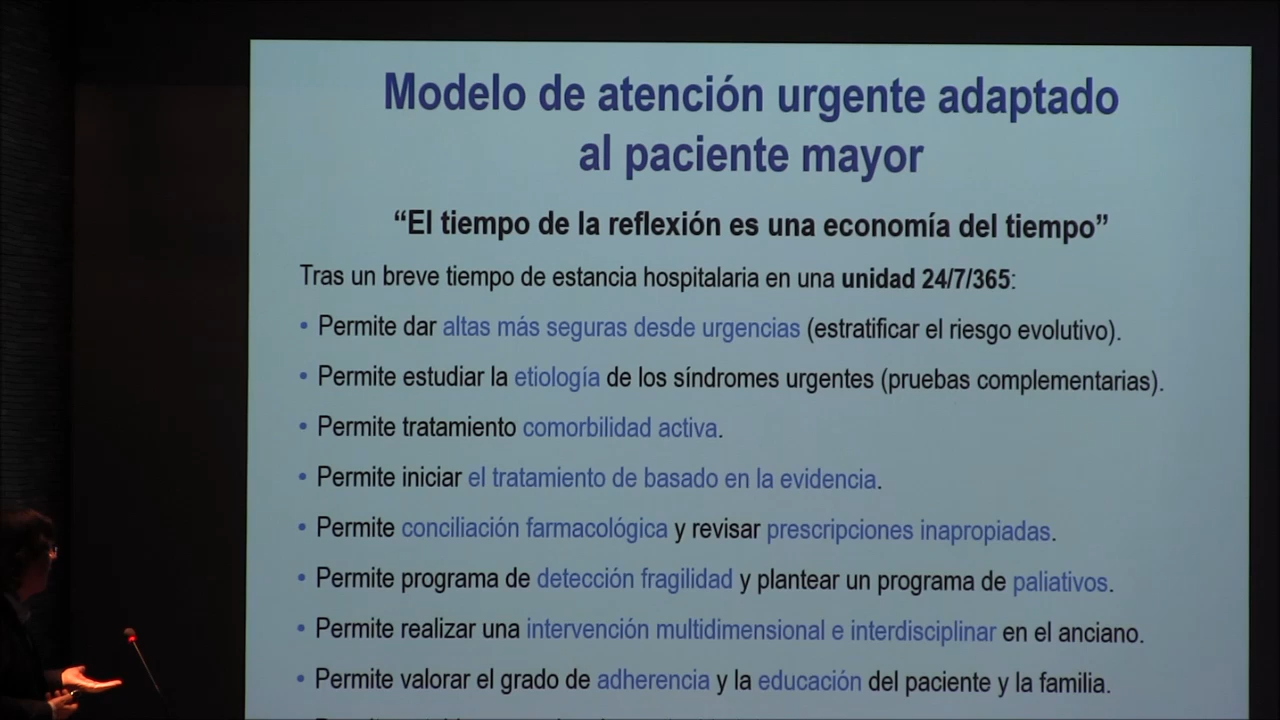 Modelo de atención urgente adaptado
al paciente mayor
“El tiempo de la reflexión es una economía del tiempo”
Tras un breve tiempo de estancia hospitalaria en una unidad 24/7/365:
• Permite dar altas más seguras desde urgencias (estratificar el riesgo evolutivo).
• Permite estudiar la etiología de los síndromes urgentes (pruebas complementarias).
• Permite tratamiento comorbilidad activa.
• Permite iniciar el tratamiento de basado en la evidencia.
• Permite conciliación farmacológica y revisar prescripciones inapropiadas.
• Permite programa de detección fragilidad y plantear un programa de paliativos.
• Permite realizar una intervención multidimensional e interdisciplinar en el anciano.
• Permite valorar el grado de adherencia y la educación del paciente y la familia.